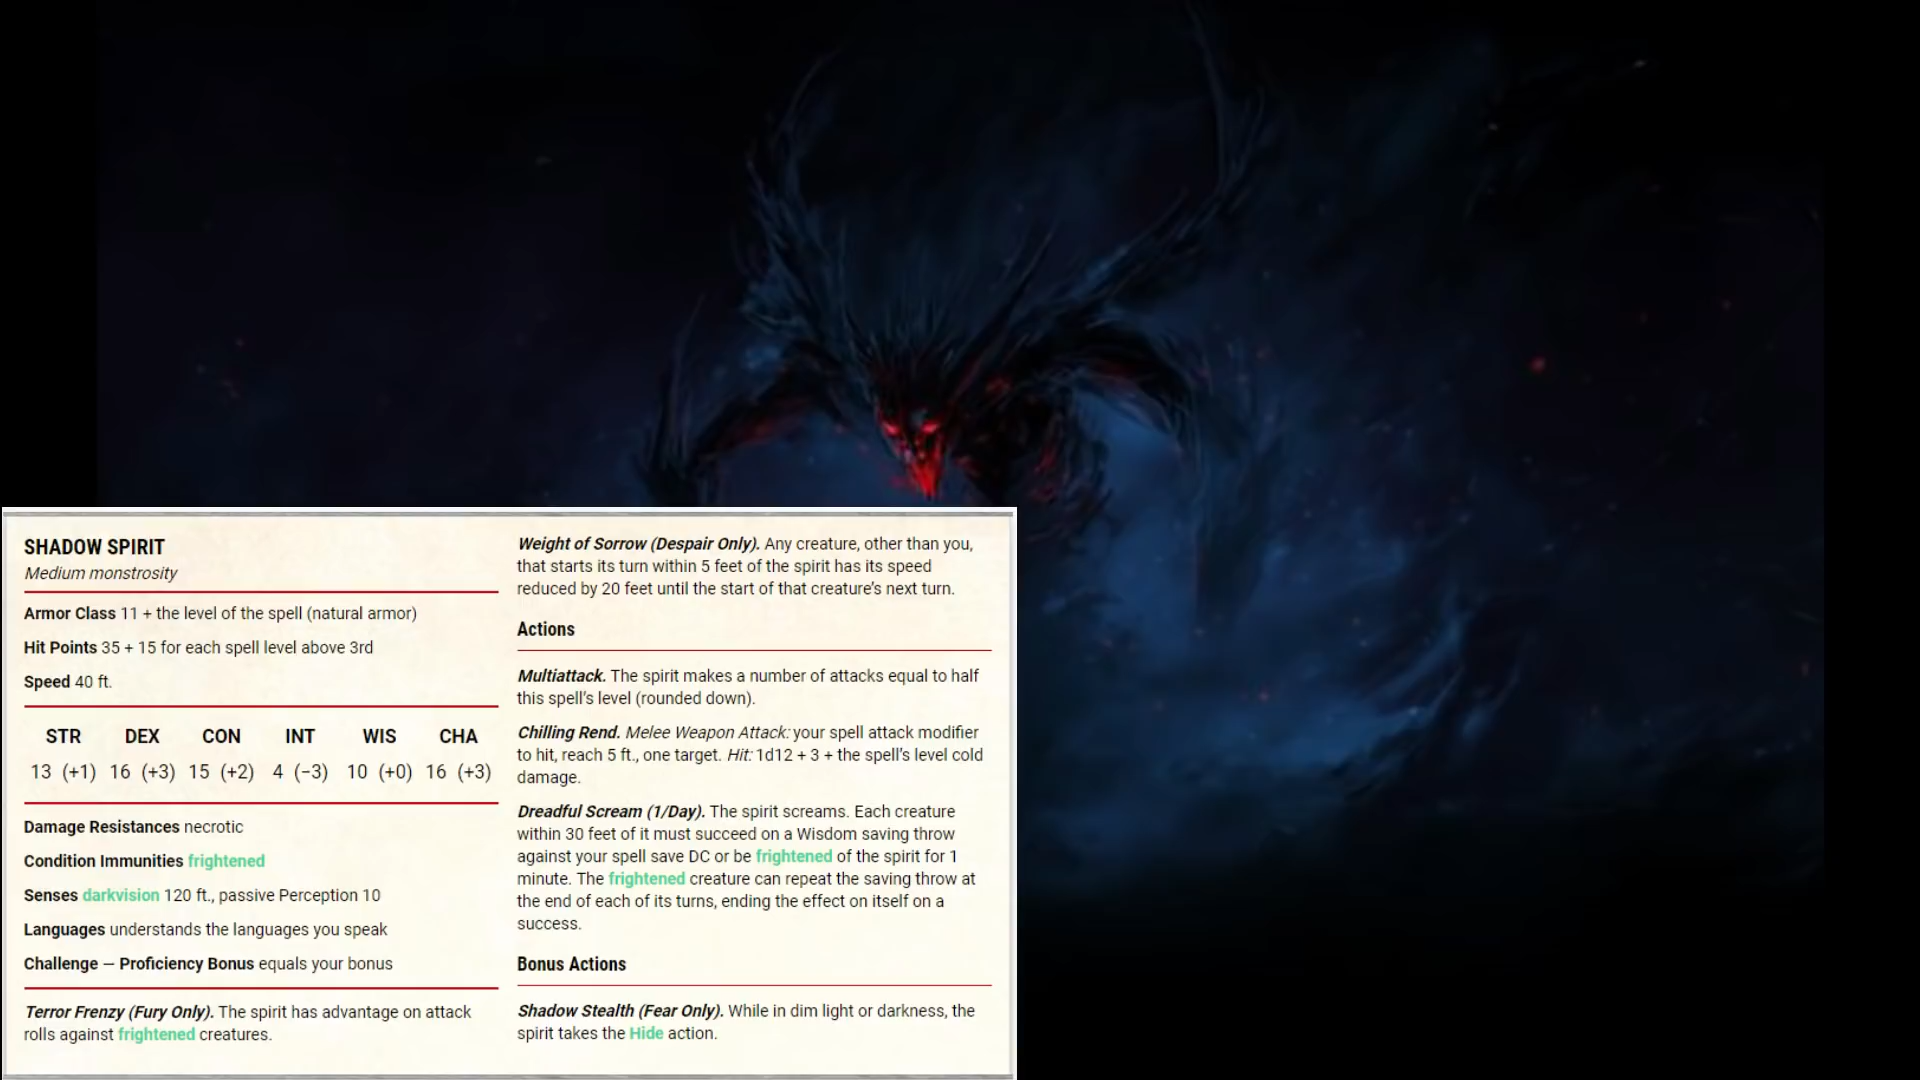 SHADOW SPIRIT
Medium monstrosity
Armor Class 11 + the level of the spell (natural armor)
Hit Points 35 + 15 for each spell level above 3rd
Speed 40 ft.
STR DEX CON INT WIS CHA
13 (+1) 16 (+3) 15 (+2) 4 (−3) 10 (+0) 16 (+3)
Damage Resistances necrotic
Condition Immunities frightened
Senses darkvision 120 ft., passive Perception 10
Languages understands the languages you speak
Challenge — Proficiency Bonus equals your bonus
Terror Frenzy (Fury Only). The spirit has advantage on attack
rolls against frightened creatures.
Weight of Sorrow (Despair Only). Any creature, other than you,
that starts its turn within 5 feet of the spirit has its speed
reduced by 20 feet until the start of that creature’s next turn.
Actions
Multiattack. The spirit makes a number of attacks equal to half
this spell’s level (rounded down).
Chilling Rend. Melee Weapon Attack: your spell attack modifier
to hit, reach 5 ft., one target. Hit: 1d12 + 3 + the spell’s level cold
damage.
Dreadful Scream (1/Day). The spirit screams. Each creature
within 30 feet of it must succeed on a Wisdom saving throw
against your spell save DC or be frightened of the spirit for 1
minute. The frightened creature can repeat the saving throw at
the end of each of its turns, ending the effect on itself on a
success.
Bonus Actions
Shadow Stealth (Fear Only). While in dim light or darkness, the
spirit takes the Hide action.